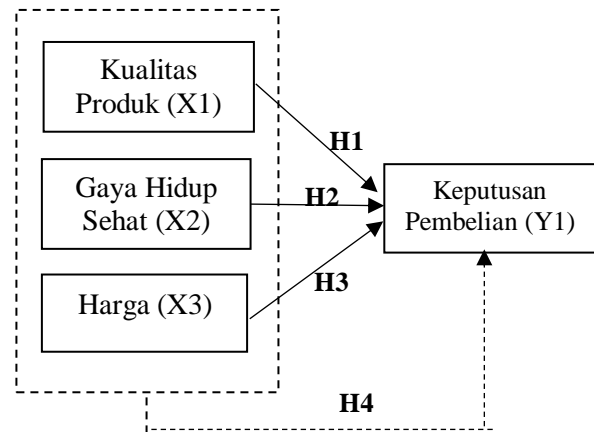 Kualitas
Produk (X1)
H1
Gaya Hidup
Sehat (X2)
H2
Keputusan
Pembelian (Y1)
Harga (X3)
H3
H4